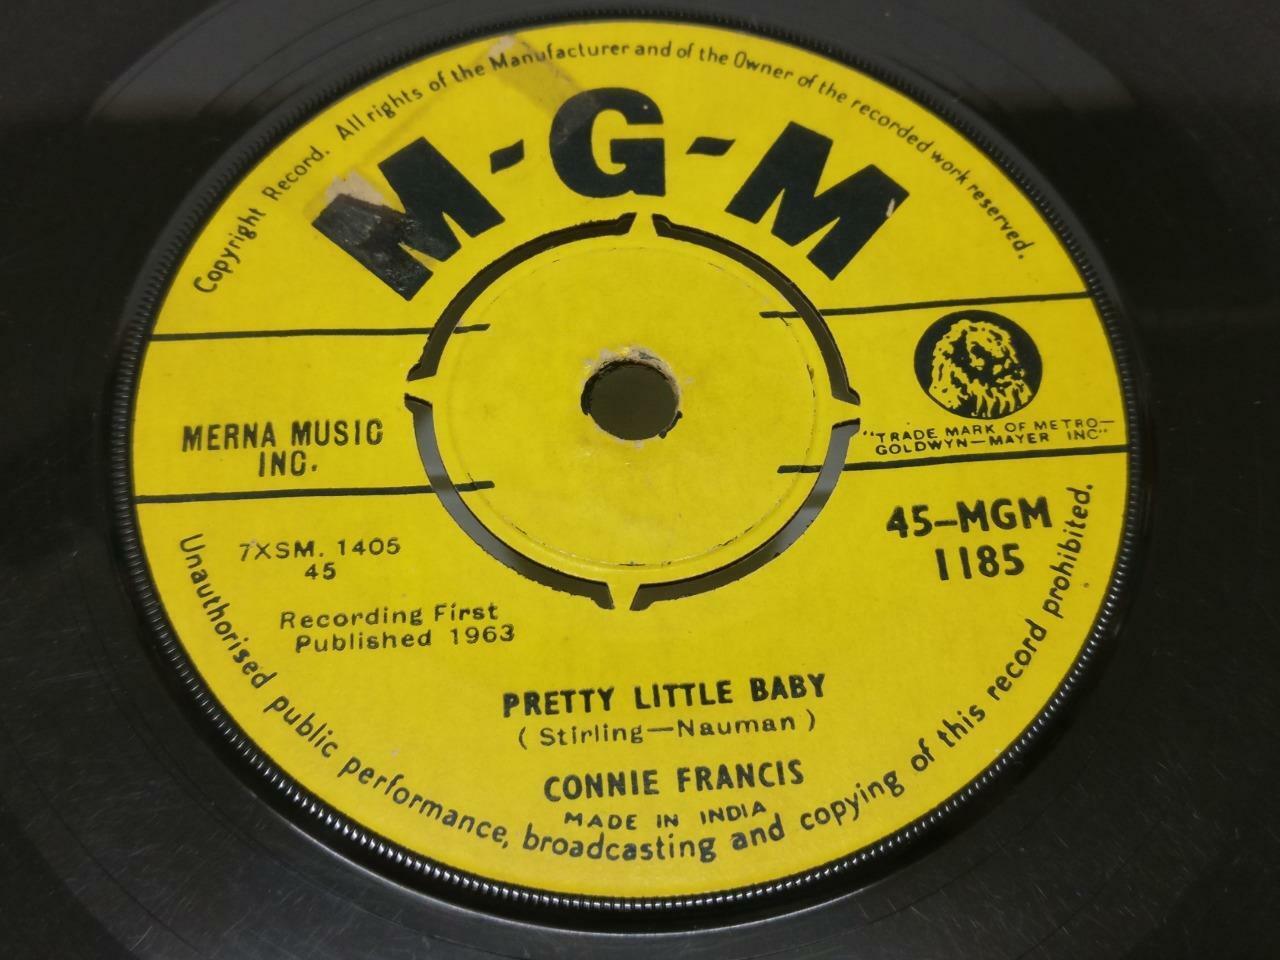 Copyright Record. All rights of the Manufacturer and of the Owner of the recorded work reserved.
M-G-M
MERNA MUSIC
INC.
"TRADE MARK OF METRO—
GOLDWYN—MAYER INC"
7XSM. 1405
45
45–MGM
1185
Recording First
Published 1963
PRETTY LITTLE BABY
( Stirling—Nauman )
CONNIE FRANCIS
MADE IN INDIA
Unauthorised public performance, broadcasting and copying of this record prohibited.